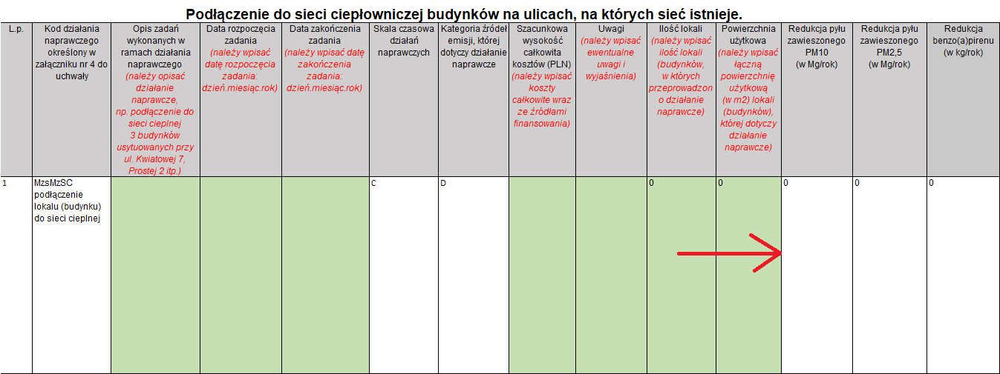 Podłączenie do sieci ciepłowniczej budynków na ulicach, na których sieć istnieje.
L.p.
Kod działania
naprawczego
określony w
załączniku nr 4 do
uchwały
Opis zadań
wykonanych w
ramach działania
naprawczego
(należy opisać
działanie
naprawcze,
np. podłączenie do
sieci cieplnej
3 budynków
usytuowanych przy
ul. Kwiatowej 7,
Prostej 2 itp.)
Data rozpoczęcia
zadania
(należy wpisać
datę rozpoczęcia
zadania:
dzień.miesiąc.rok)
Data zakończenia
zadania
(należy wpisać datę
zakończenia
zadania:
dzień.miesiąc.rok)
Skala czasowa
działań
naprawczych
Kategoria źródeł
emisji, której
dotyczy działanie
naprawcze
Szacunkowa
wysokość
całkowita
kosztów (PLN)
(należy wpisać
koszty
całkowite wraz
ze źródłami
finansowania)
Uwagi
(należy wpisać
ewentualne
uwagi i
wyjaśnienia)
Ilość lokali
(należy wpisać
ilość lokali
(budynków,
w których
przeprowadzon
o działanie
naprawcze)
Powierzchnia
użytkowa
(należy wpisać
łączną
powierzchnię
użytkową
(w m2) lokali
(budynków),
której dotyczy
działanie
naprawcze)
Redukcja pyłu
zawieszonego
PM10
(w Mg/rok)
Redukcja pyłu
zawieszonego
PM2,5
(w Mg/rok)
Redukcja
benzo(a)pirenu
(w kg/rok)
1
MzsMzSC
podłączenie
lokalu (budynku)
do sieci cieplnej
C
D
0
0
0
0
0